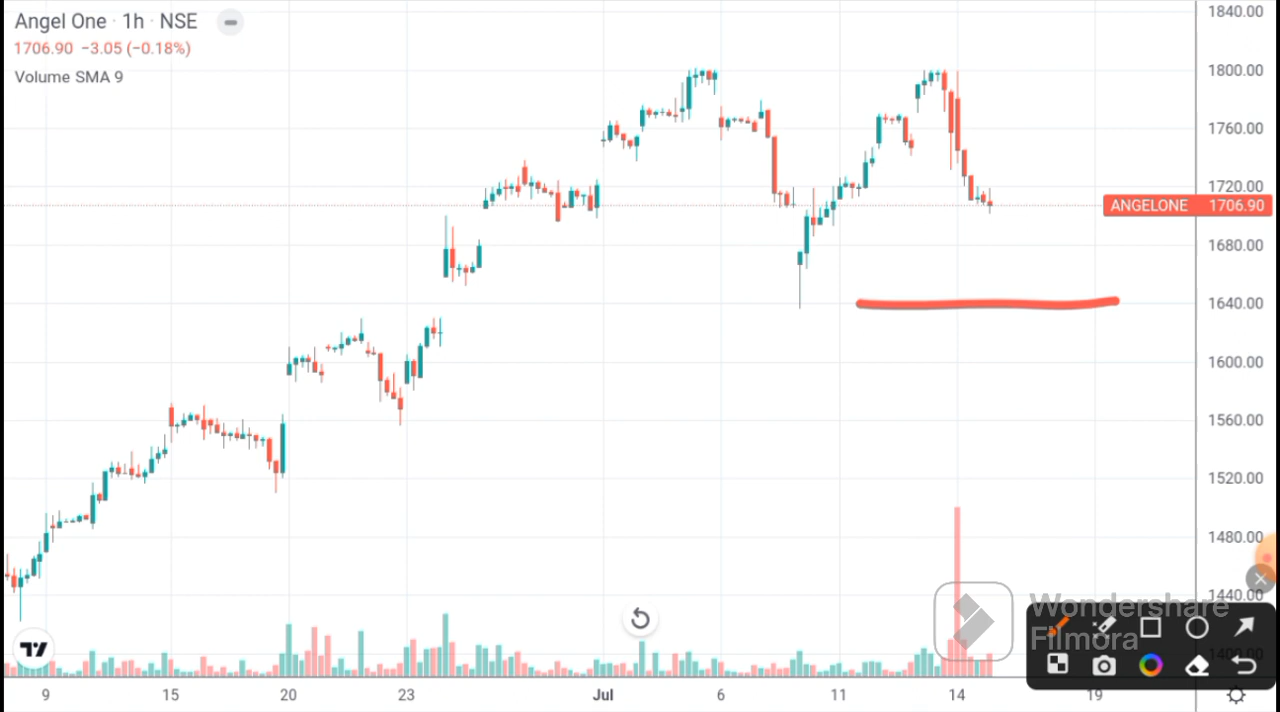 Angel One · 1h · NSE
1706.90 −3.05 (−0.18%)
Volume SMA 9
1840.00
1800.00
1760.00
1720.00
ANGELONE 1706.90
1680.00
1640.00
1600.00
1560.00
1520.00
1480.00
1440.00
1400.00
Wondershare
Filmora
9 15 20 23 Jul 6 11 14 19